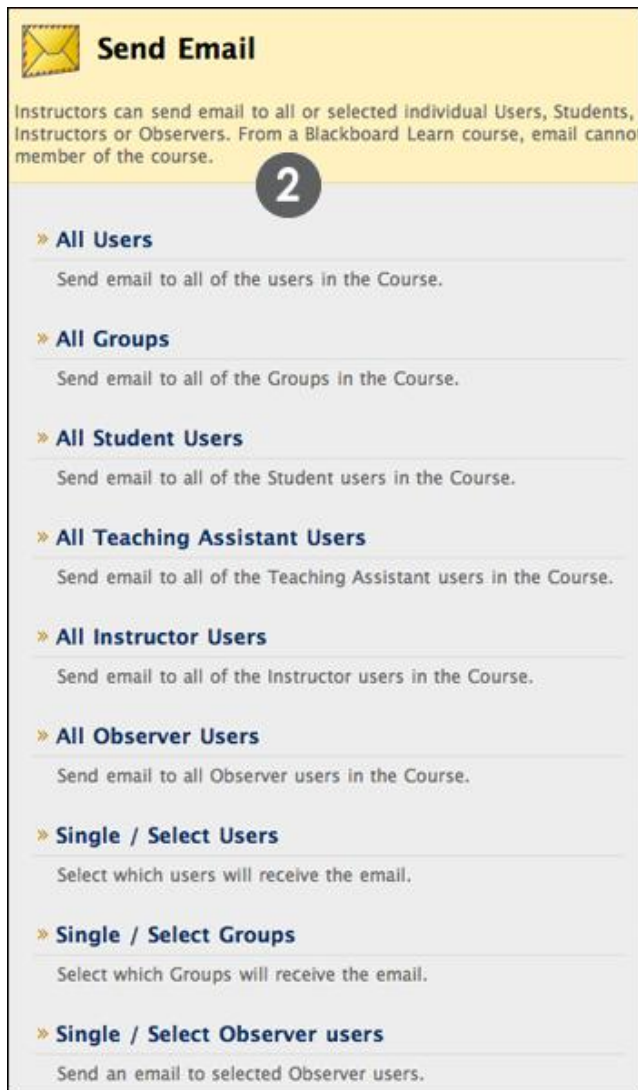 Send Email
Instructors can send email to all or selected individual Users, Students,
Instructors or Observers. From a Blackboard Learn course, email cannot
member of the course.
2
» All Users
Send email to all of the users in the Course.
» All Groups
Send email to all of the Groups in the Course.
» All Student Users
Send email to all of the Student users in the Course.
» All Teaching Assistant Users
Send email to all of the Teaching Assistant users in the Course.
» All Instructor Users
Send email to all of the Instructor users in the Course.
» All Observer Users
Send email to all Observer users in the Course.
» Single / Select Users
Select which users will receive the email.
» Single / Select Groups
Select which Groups will receive the email.
» Single / Select Observer users
Send an email to selected Observer users.